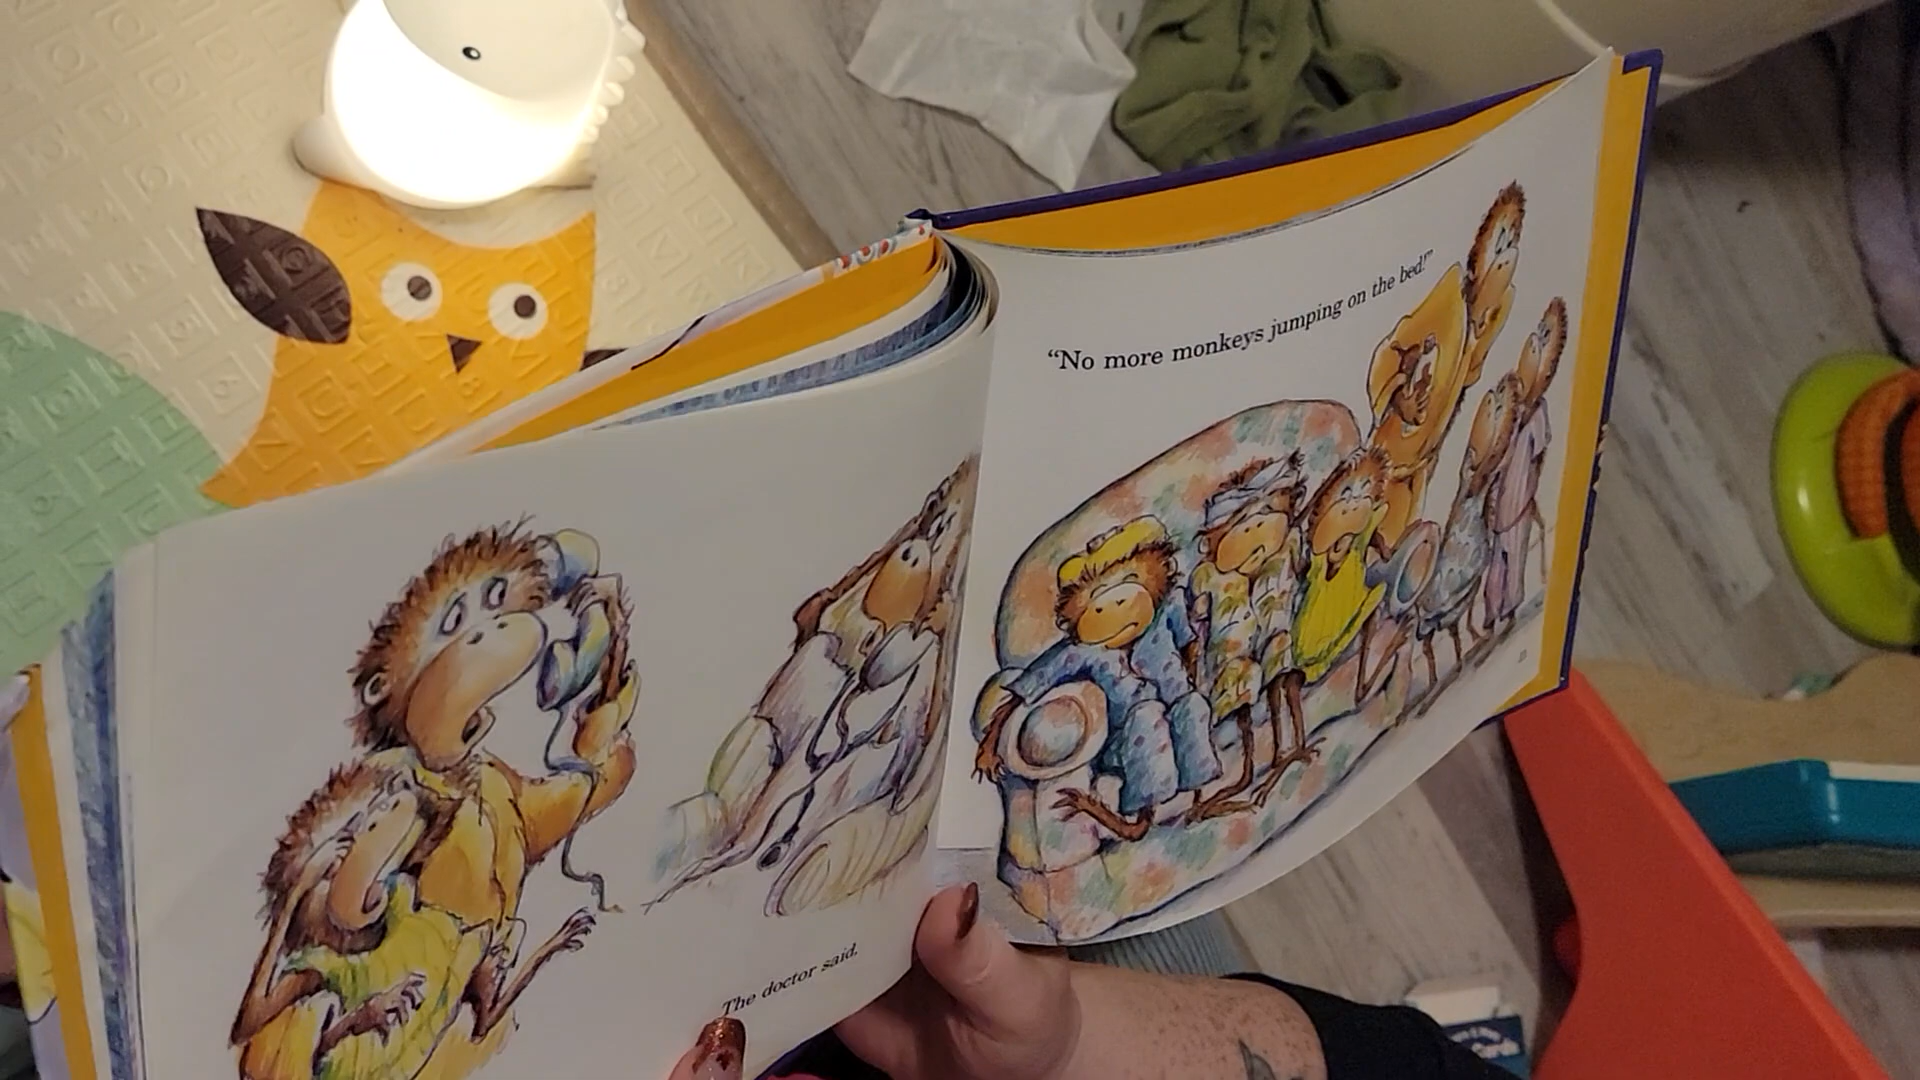 The doctor said,
“No more monkeys jumping on the bed!”